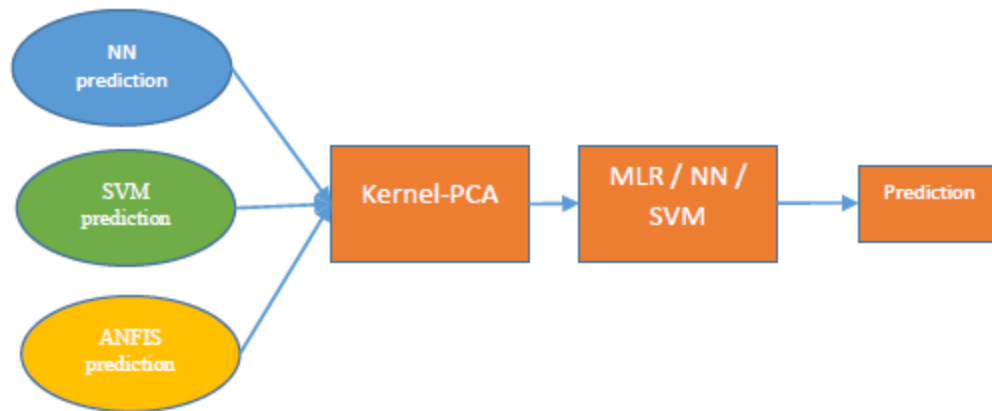 NN
prediction
SVM
prediction
ANFIS
prediction
Kernel-PCA
MLR / NN /
SVM
Prediction